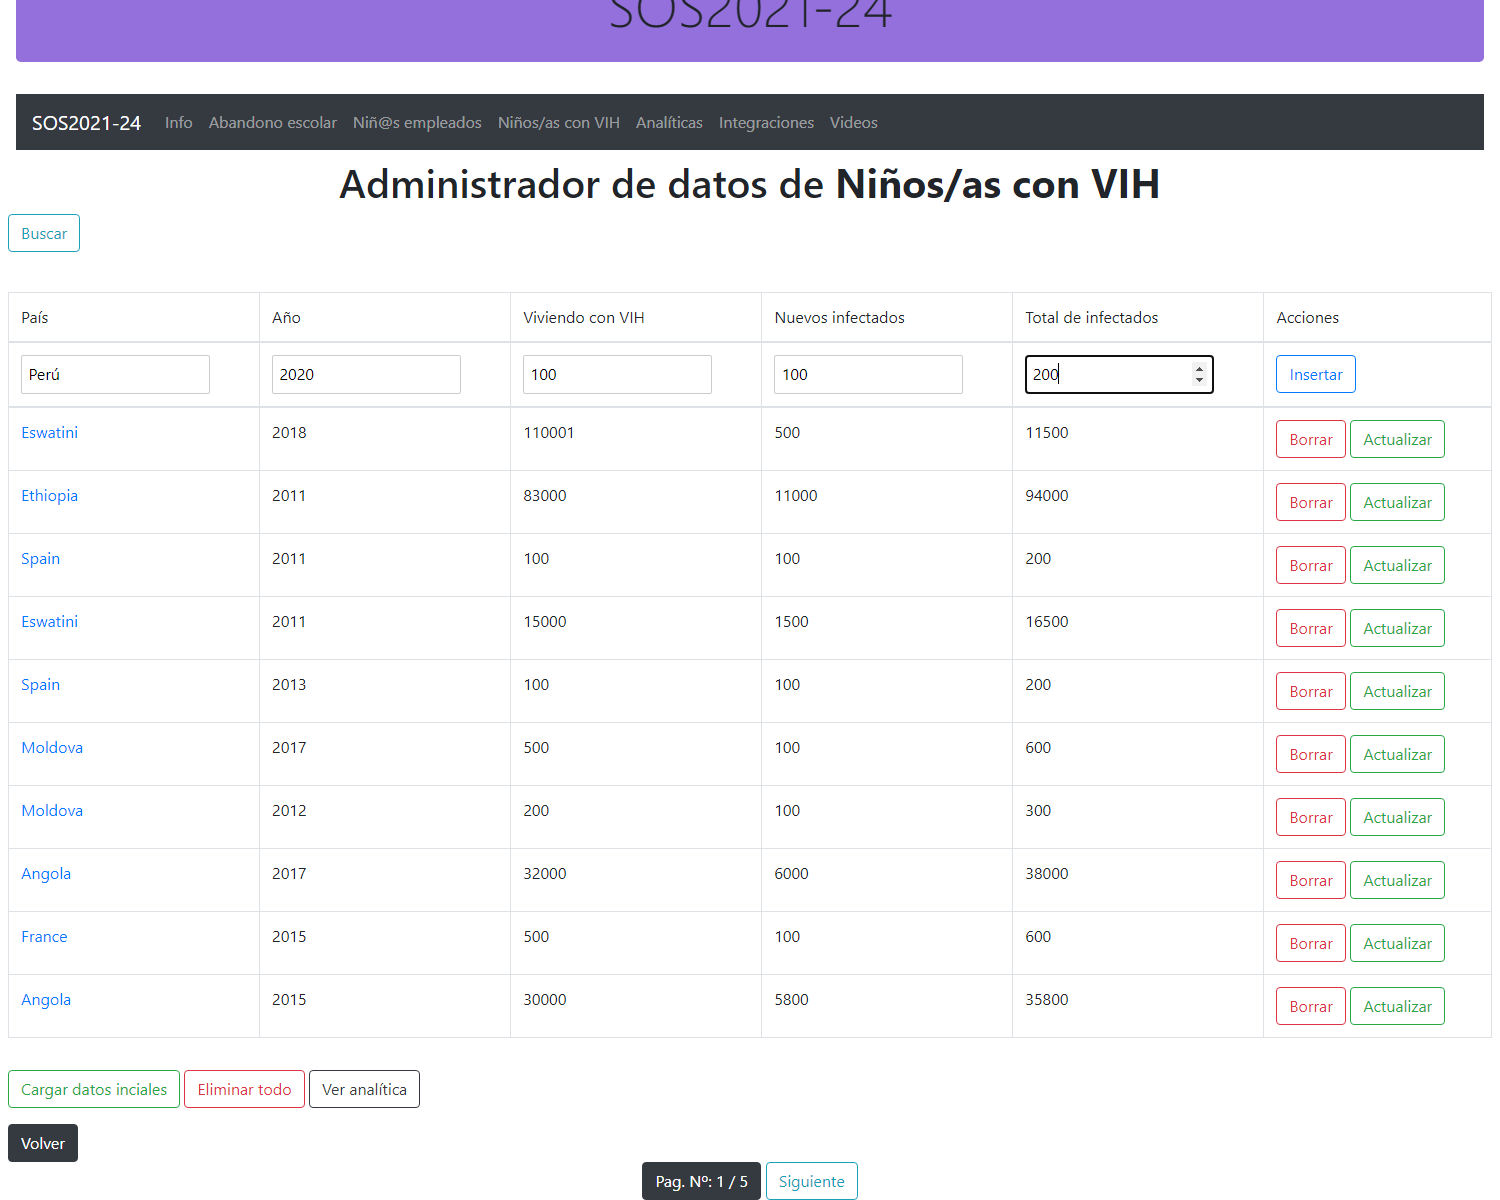 SOS2021-24
SOS2021-24 Info Abandono escolar Niñ@s empleados Niños/as con VIH Analíticas Integraciones Videos
Administrador de datos de Niños/as con VIH
Buscar
País Año Viviendo con VIH Nuevos infectados Total de infectados Acciones
Perú 2020 100 100 200 Insertar
Eswatini 2018 110001 500 11500 Borrar Actualizar
Ethiopia 2011 83000 11000 94000 Borrar Actualizar
Spain 2011 100 100 200 Borrar Actualizar
Eswatini 2011 15000 1500 16500 Borrar Actualizar
Spain 2013 100 100 200 Borrar Actualizar
Moldova 2017 500 100 600 Borrar Actualizar
Moldova 2012 200 100 300 Borrar Actualizar
Angola 2017 32000 6000 38000 Borrar Actualizar
France 2015 500 100 600 Borrar Actualizar
Angola 2015 30000 5800 35800 Borrar Actualizar
Cargar datos inciales Eliminar todo Ver analítica
Volver
Pag. Nº: 1 / 5 Siguiente